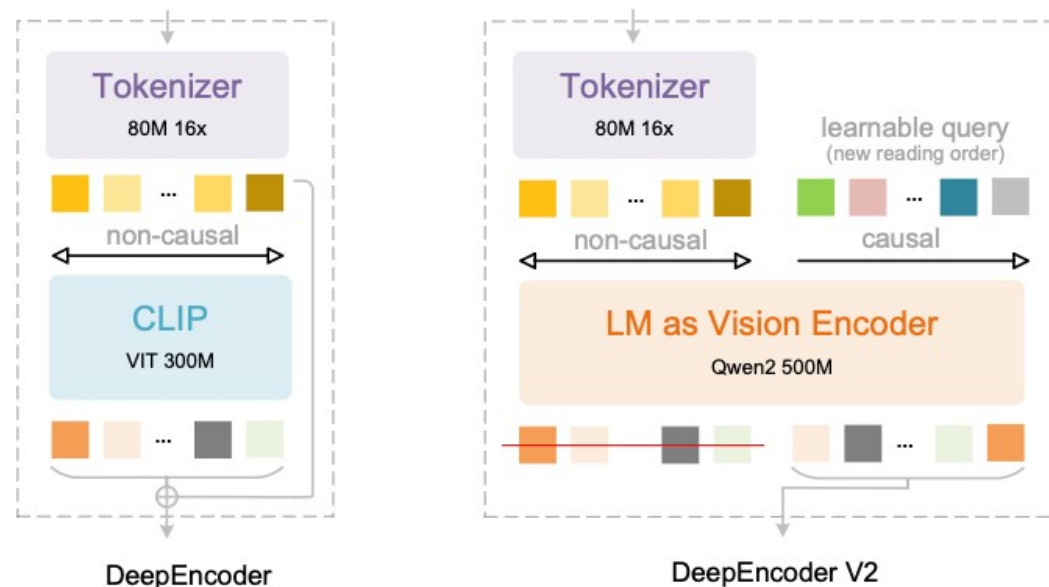 Tokenizer
80M 16x
...
non-causal
CLIP
VIT 300M
...
DeepEncoder
Tokenizer
80M 16x
learnable query
(new reading order)
...
...
non-causal
causal
LM as Vision Encoder
Qwen2 500M
...
DeepEncoder V2